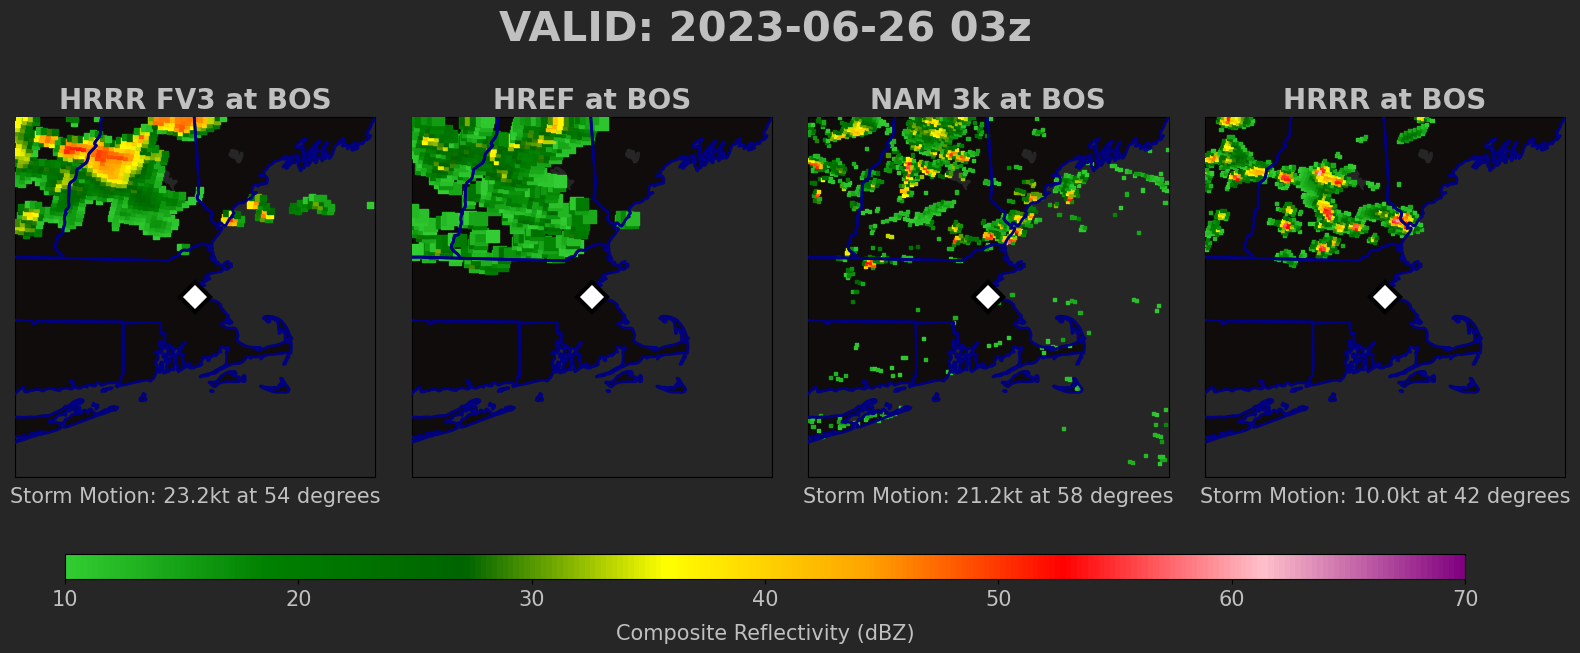 VALID: 2023-06-26 03z
HRRR FV3 at BOS
HREF at BOS
NAM 3k at BOS
HRRR at BOS
Storm Motion: 23.2kt at 54 degrees
Storm Motion: 21.2kt at 58 degrees
Storm Motion: 10.0kt at 42 degrees
10 20 30 40 50 60 70
Composite Reflectivity (dBZ)